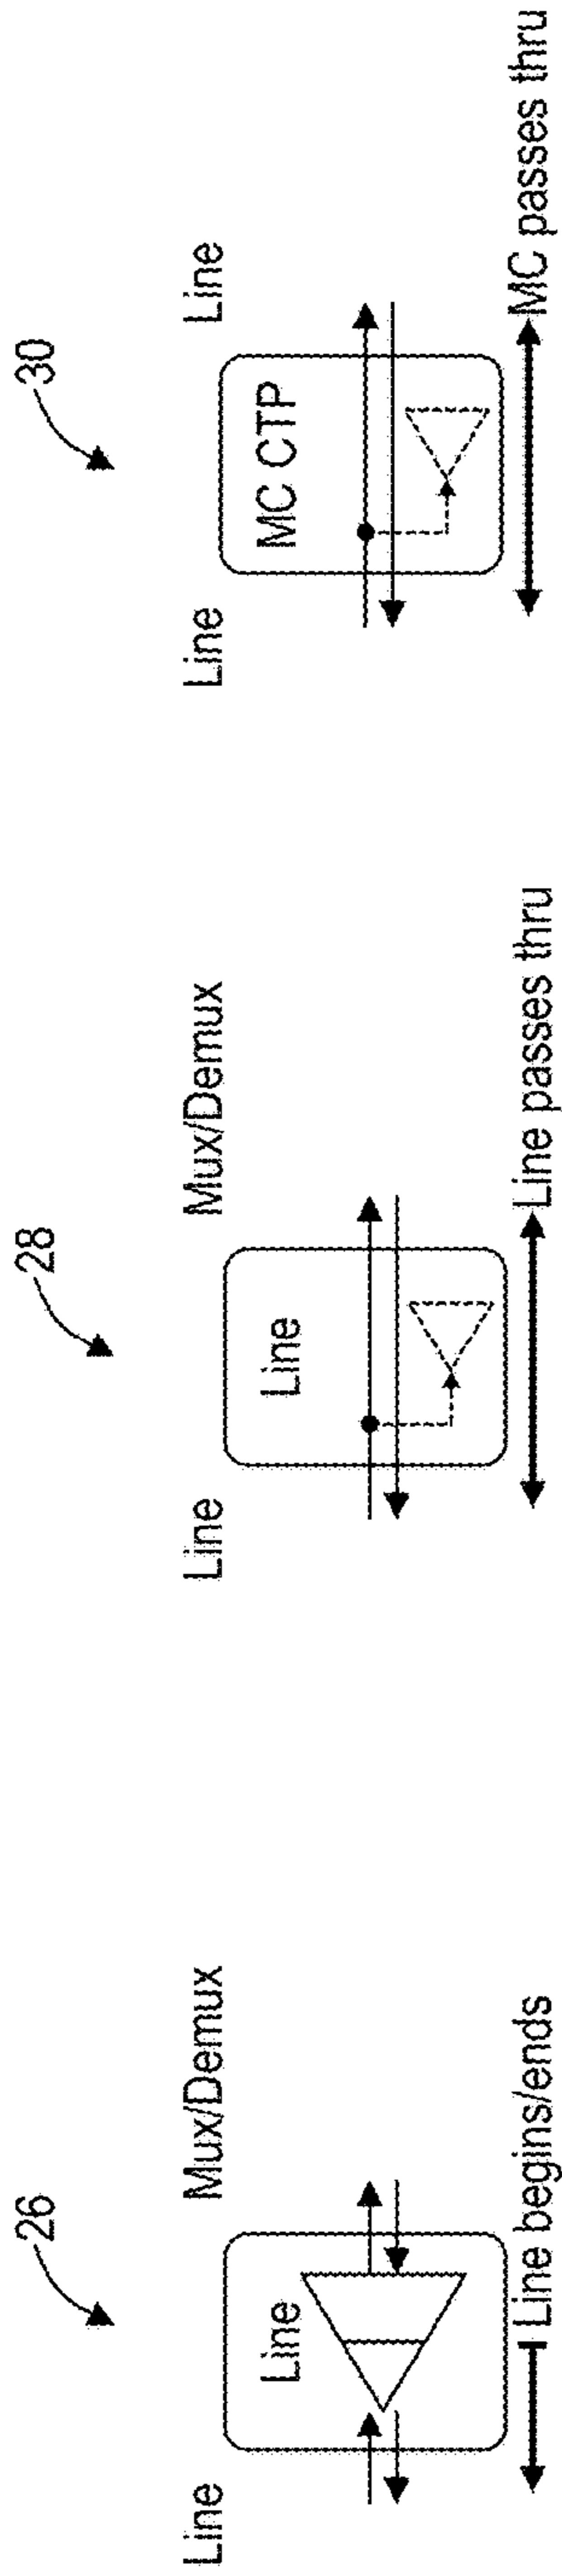 26
Line
Mux/Demux
Line
Line begins/ends
28
Line
Mux/Demux
Line
Line passes thru
30
Line
Line
MC CTP
MC passes thru